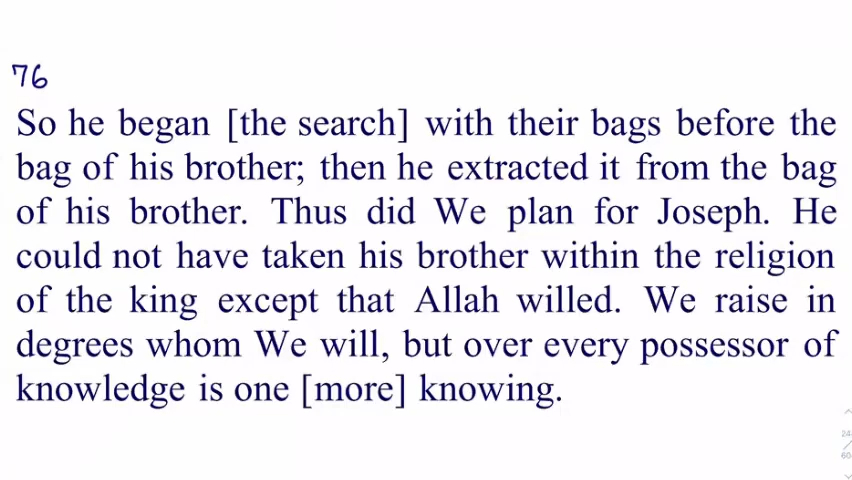 76
So he began [the search] with their bags before the
bag of his brother; then he extracted it from the bag
of his brother. Thus did We plan for Joseph. He
could not have taken his brother within the religion
of the king except that Allah willed. We raise in
degrees whom We will, but over every possessor of
knowledge is one [more] knowing.
24
60